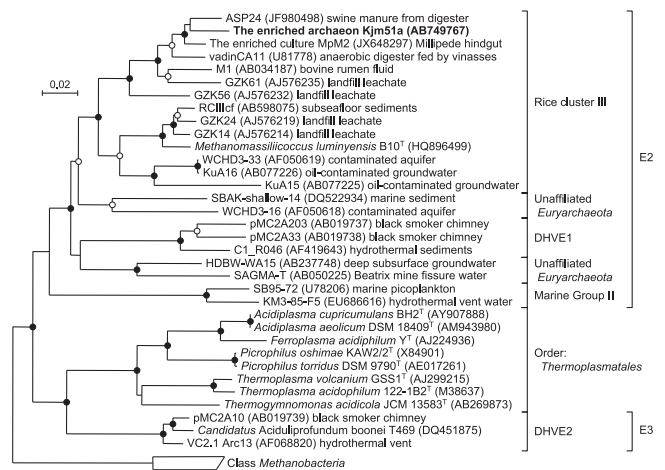 ASP24 (JF980498) swine manure from digester
The enriched archaeon Kjm51a (AB749767)
The enriched culture MpM2 (JX648297) Millipede hindgut
vadinCA11 (U81778) anaerobic digester fed by vinasses
M1 (AB034187) bovine rumen fluid
GZK61 (AJ576235) landfill leachate
GZK56 (AJ576232) landfill leachate
RCIIIcf (AB598075) subseafloor sediments
GZK24 (AJ576219) landfill leachate
GZK14 (AJ576214) landfill leachate
Methanomassiliicoccus luminyensis B10ᵀ (HQ896499)
WCHD3-33 (AF050619) contaminated aquifer
KuA16 (AB077226) oil-contaminated groundwater
KuA15 (AB077225) oil-contaminated groundwater
SBAK-shallow-14 (DQ522934) marine sediment
WCHD3-16 (AF050618) contaminated aquifer
pMC2A203 (AB019737) black smoker chimney
pMC2A33 (AB019738) black smoker chimney
C1_R046 (AF419643) hydrothermal sediments
HDBW-WA15 (AB237748) deep subsurface groundwater
SAGMA-T (AB050225) Beatrix mine fissure water
SB95-72 (U78206) marine picoplankton
KM3-85-F5 (EU686616) hydrothermal vent water
Acidiplasma cupricumulans BH2ᵀ (AY907888)
Acidiplasma aeolicum DSM 18409ᵀ (AM943980)
Ferroplasma acidiphilum Yᵀ (AJ224936)
Picrophilus oshimae KAW2/2ᵀ (X84901)
Picrophilus torridus DSM 9790ᵀ (AE017261)
Thermoplasma volcanium GSS1ᵀ (AJ299215)
Thermoplasma acidophilum 122-1B2ᵀ (M38637)
Thermogymnomonas acidicola JCM 13583ᵀ (AB269873)
pMC2A10 (AB019739) black smoker chimney
Candidatus Aciduliprofundum boonei T469 (DQ451875)
VC2.1 Arc13 (AF068820) hydrothermal vent
Class Methanobacteria
0.02
Rice cluster III
Unaffiliated
Euryarchaeota
DHVE1
Unaffiliated
Euryarchaeota
Marine Group II
Order:
Thermoplasmatales
DHVE2
E2
E3